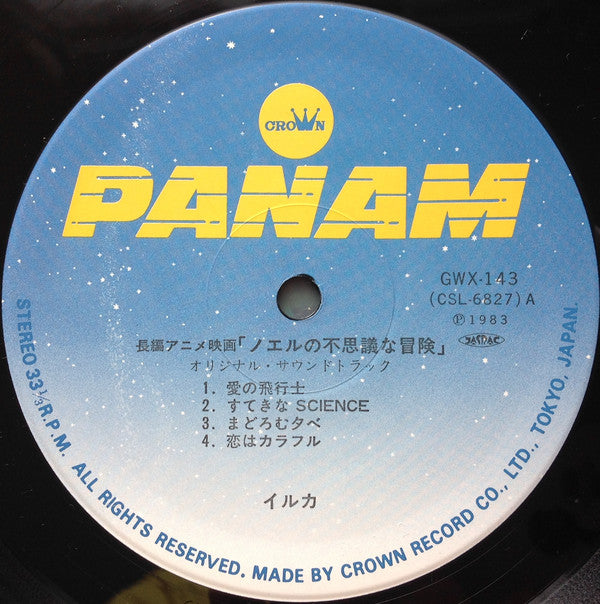 CROWN
PANAM
GWX-143
(CSL-6827) A
Ⓟ1983
JASRAC
長編アニメ映画「ノエルの不思議な冒険」
オリジナル・サウンドトラック
1. 愛の飛行士
2. すてきな SCIENCE
3. まどろむ夕べ
4. 恋はカラフル
イルカ
STEREO 33 1/3 R.P.M. ALL RIGHTS RESERVED. MADE BY CROWN RECORD CO., LTD., TOKYO, JAPAN.